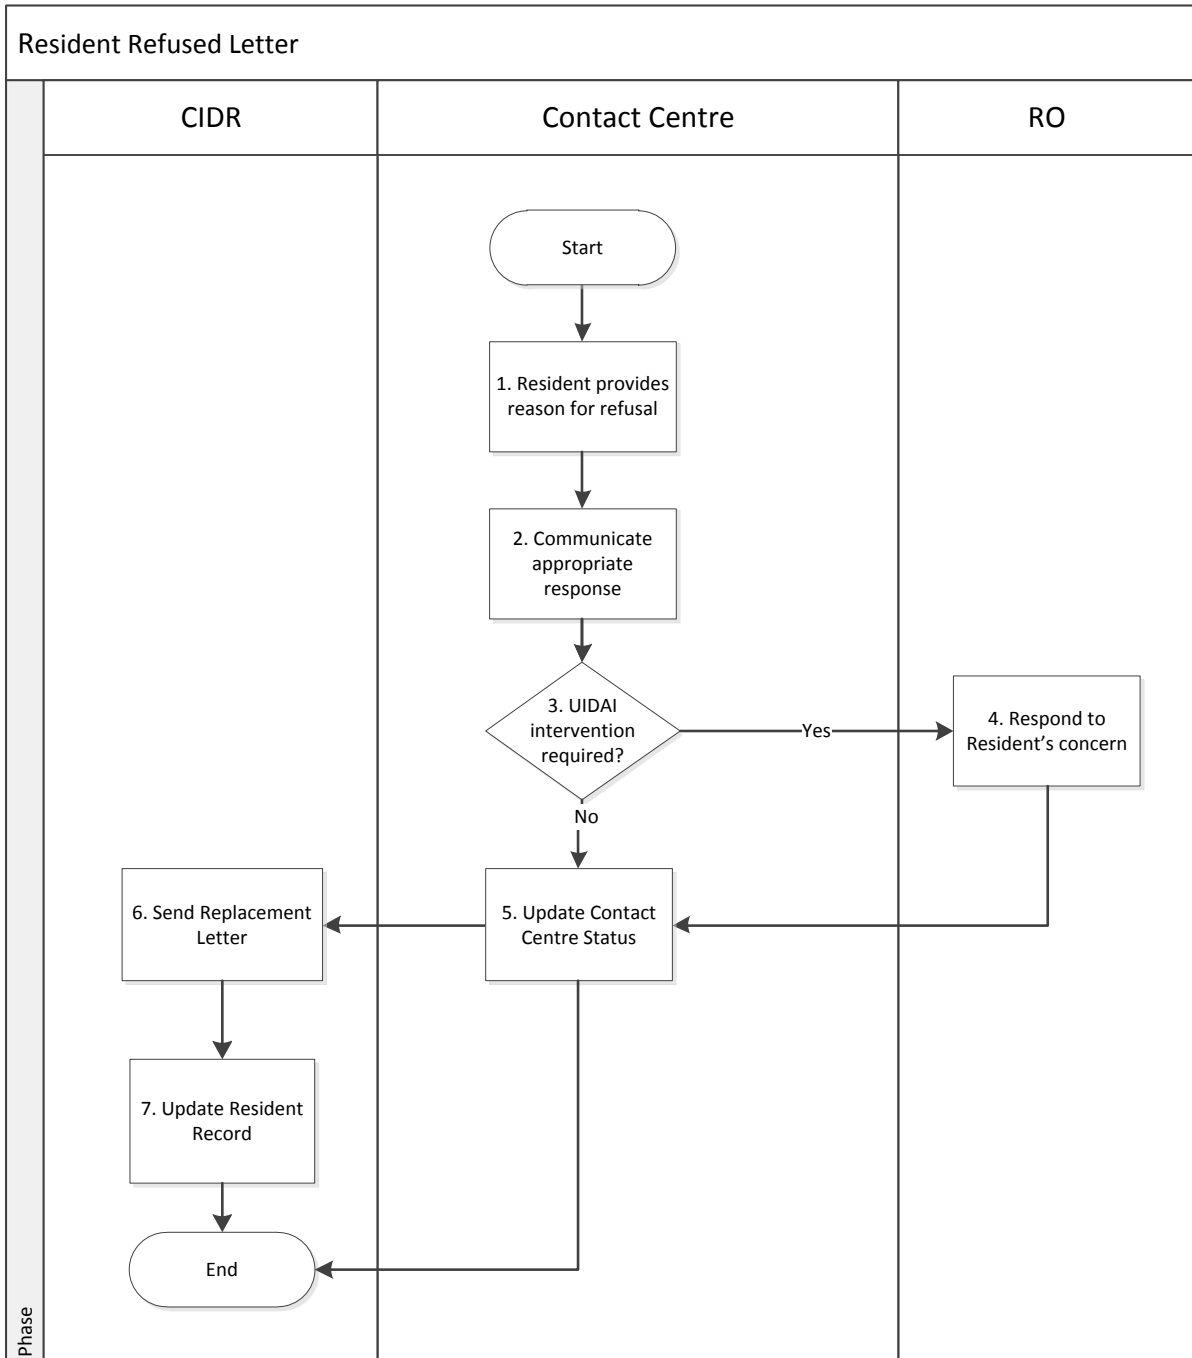 Resident Refused Letter
CIDR
Contact Centre
RO
Start
1. Resident provides
reason for refusal
2. Communicate
appropriate
response
3. UIDAI
intervention
required?
Yes
4. Respond to
Resident’s concern
No
6. Send Replacement
Letter
5. Update Contact
Centre Status
7. Update Resident
Record
End
Phase